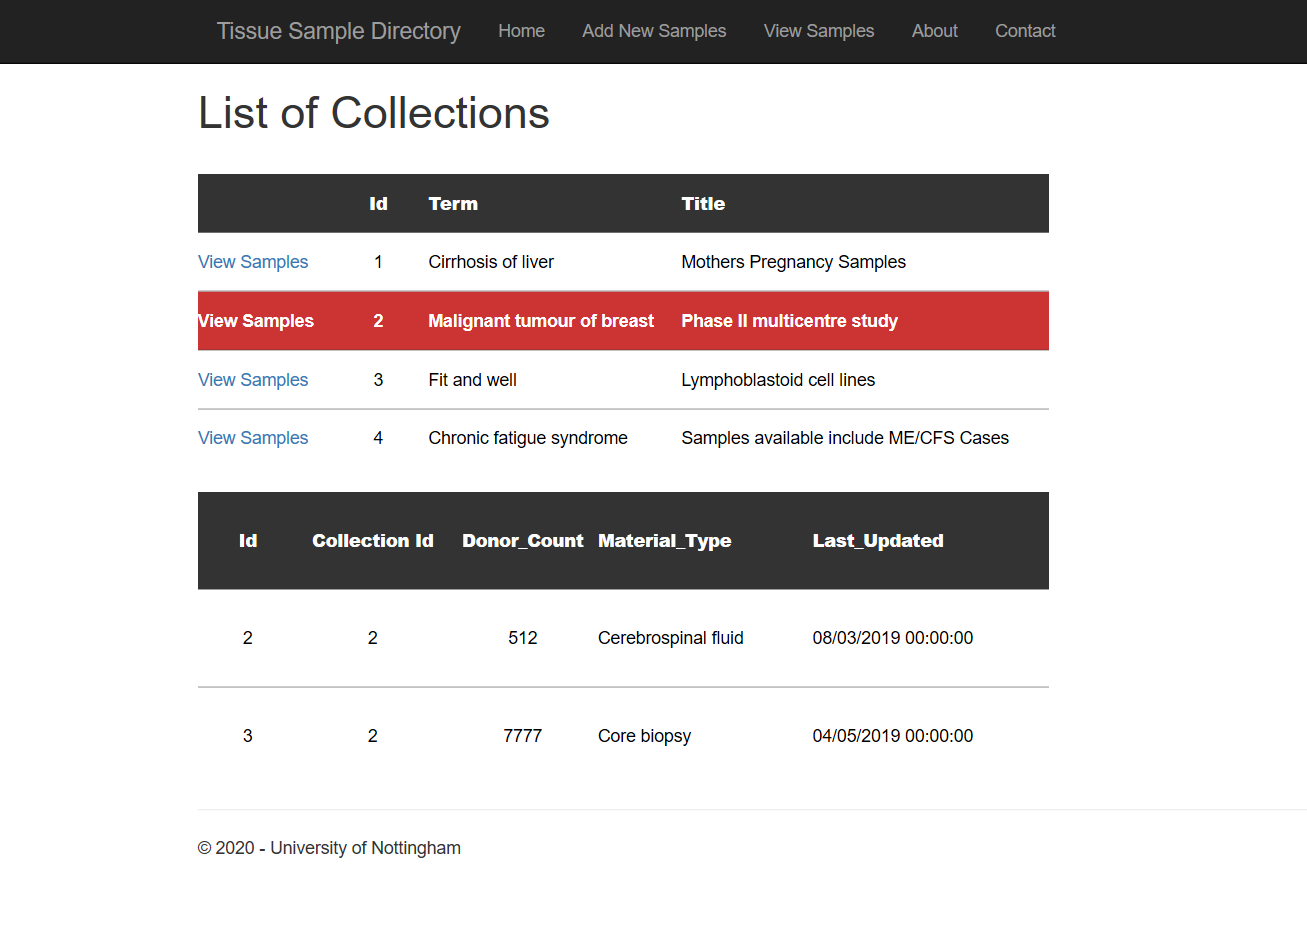 Tissue Sample Directory Home Add New Samples View Samples About Contact
List of Collections
Id Term Title
View Samples 1 Cirrhosis of liver Mothers Pregnancy Samples
View Samples 2 Malignant tumour of breast Phase II multicentre study
View Samples 3 Fit and well Lymphoblastoid cell lines
View Samples 4 Chronic fatigue syndrome Samples available include ME/CFS Cases
Id Collection Id Donor_Count Material_Type Last_Updated
2 2 512 Cerebrospinal fluid 08/03/2019 00:00:00
3 2 7777 Core biopsy 04/05/2019 00:00:00
© 2020 - University of Nottingham